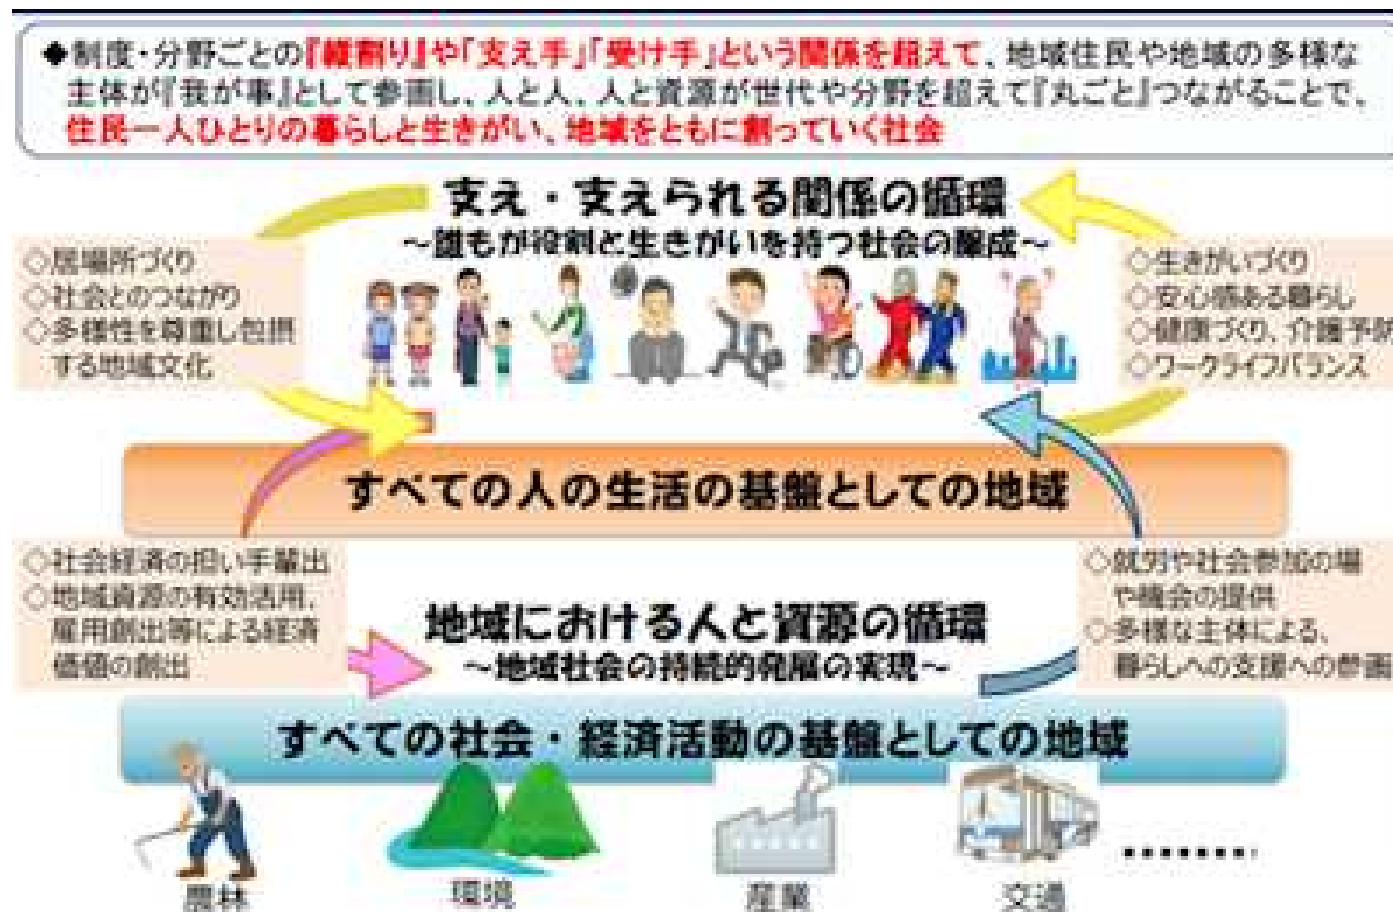 ◆制度・分野ごとの『縦割り』や「支え手」「受け手」という関係を超えて、地域住民や地域の多様な
主体が『我が事』として参画し、人と人、人と資源が世代や分野を超えて『丸ごと』つながることで、
住民一人ひとりの暮らしと生きがい、地域をともに創っていく社会
支え・支えられる関係の循環
～誰もが役割と生きがいを持つ社会の醸成～
◇居場所づくり
◇社会とのつながり
◇多様性を尊重し包摂
する地域文化
◇生きがいづくり
◇安心感ある暮らし
◇健康づくり、介護予防
◇ワークライフバランス
すべての人の生活の基盤としての地域
◇社会経済の担い手輩出
◇地域資源の有効活用、
雇用創出等による経済
価値の創出
地域における人と資源の循環
～地域社会の持続的発展の実現～
◇就労や社会参加の場
や機会の提供
◇多様な主体による、
暮らしへの支援への参画
すべての社会・経済活動の基盤としての地域
農林
環境
産業
交通